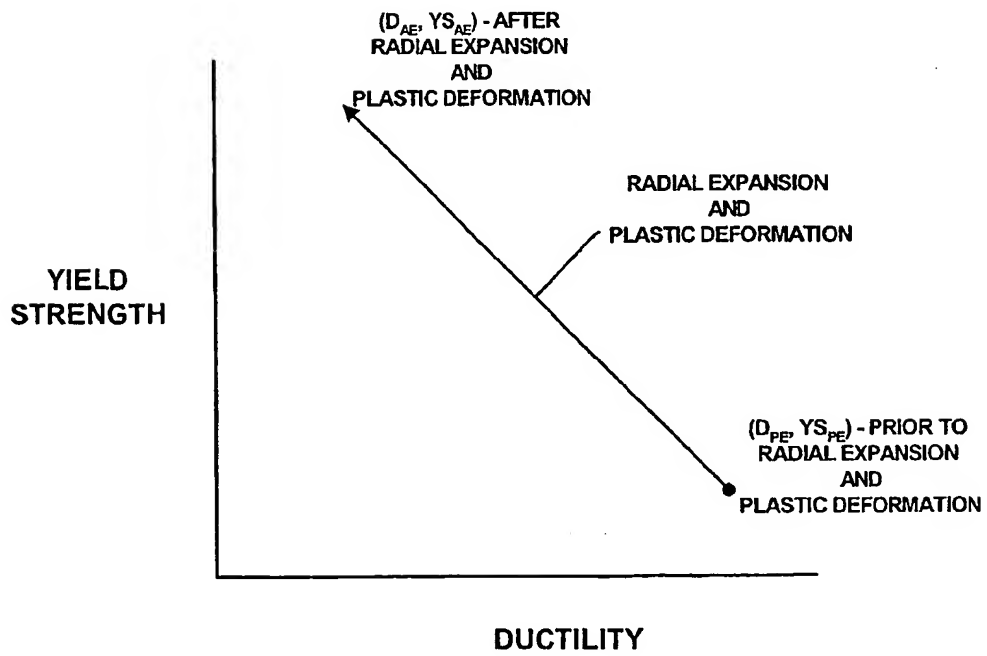 (D_AE, YS_AE) - AFTER
RADIAL EXPANSION
AND
PLASTIC DEFORMATION
RADIAL EXPANSION
AND
PLASTIC DEFORMATION
YIELD
STRENGTH
(D_PE, YS_PE) - PRIOR TO
RADIAL EXPANSION
AND
PLASTIC DEFORMATION
DUCTILITY